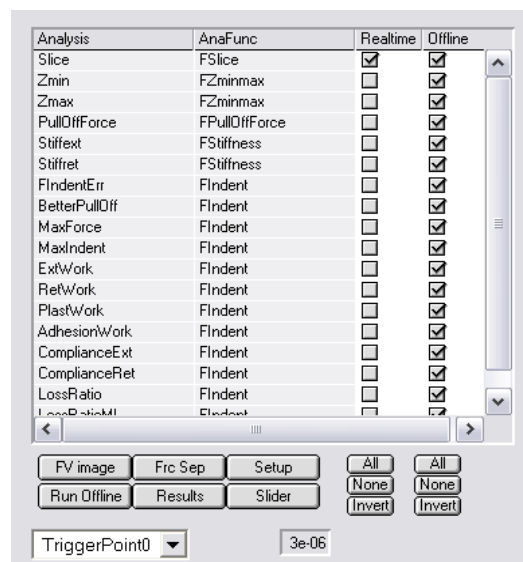 Analysis AnaFunc Realtime Offline
Slice FSlice
Zmin FZminmax
Zmax FZminmax
PullOffForce FPullOffForce
Stiffext FStiffness
Stiffret FStiffness
FIndentErr FIndent
BetterPullOff FIndent
MaxForce FIndent
MaxIndent FIndent
ExtWork FIndent
RetWork FIndent
PlastWork FIndent
AdhesionWork FIndent
ComplianceExt FIndent
ComplianceRet FIndent
LossRatio FIndent
FV image Frc Sep Setup All All
Run Offline Results Slider None None
Invert Invert
TriggerPoint0 3e-06